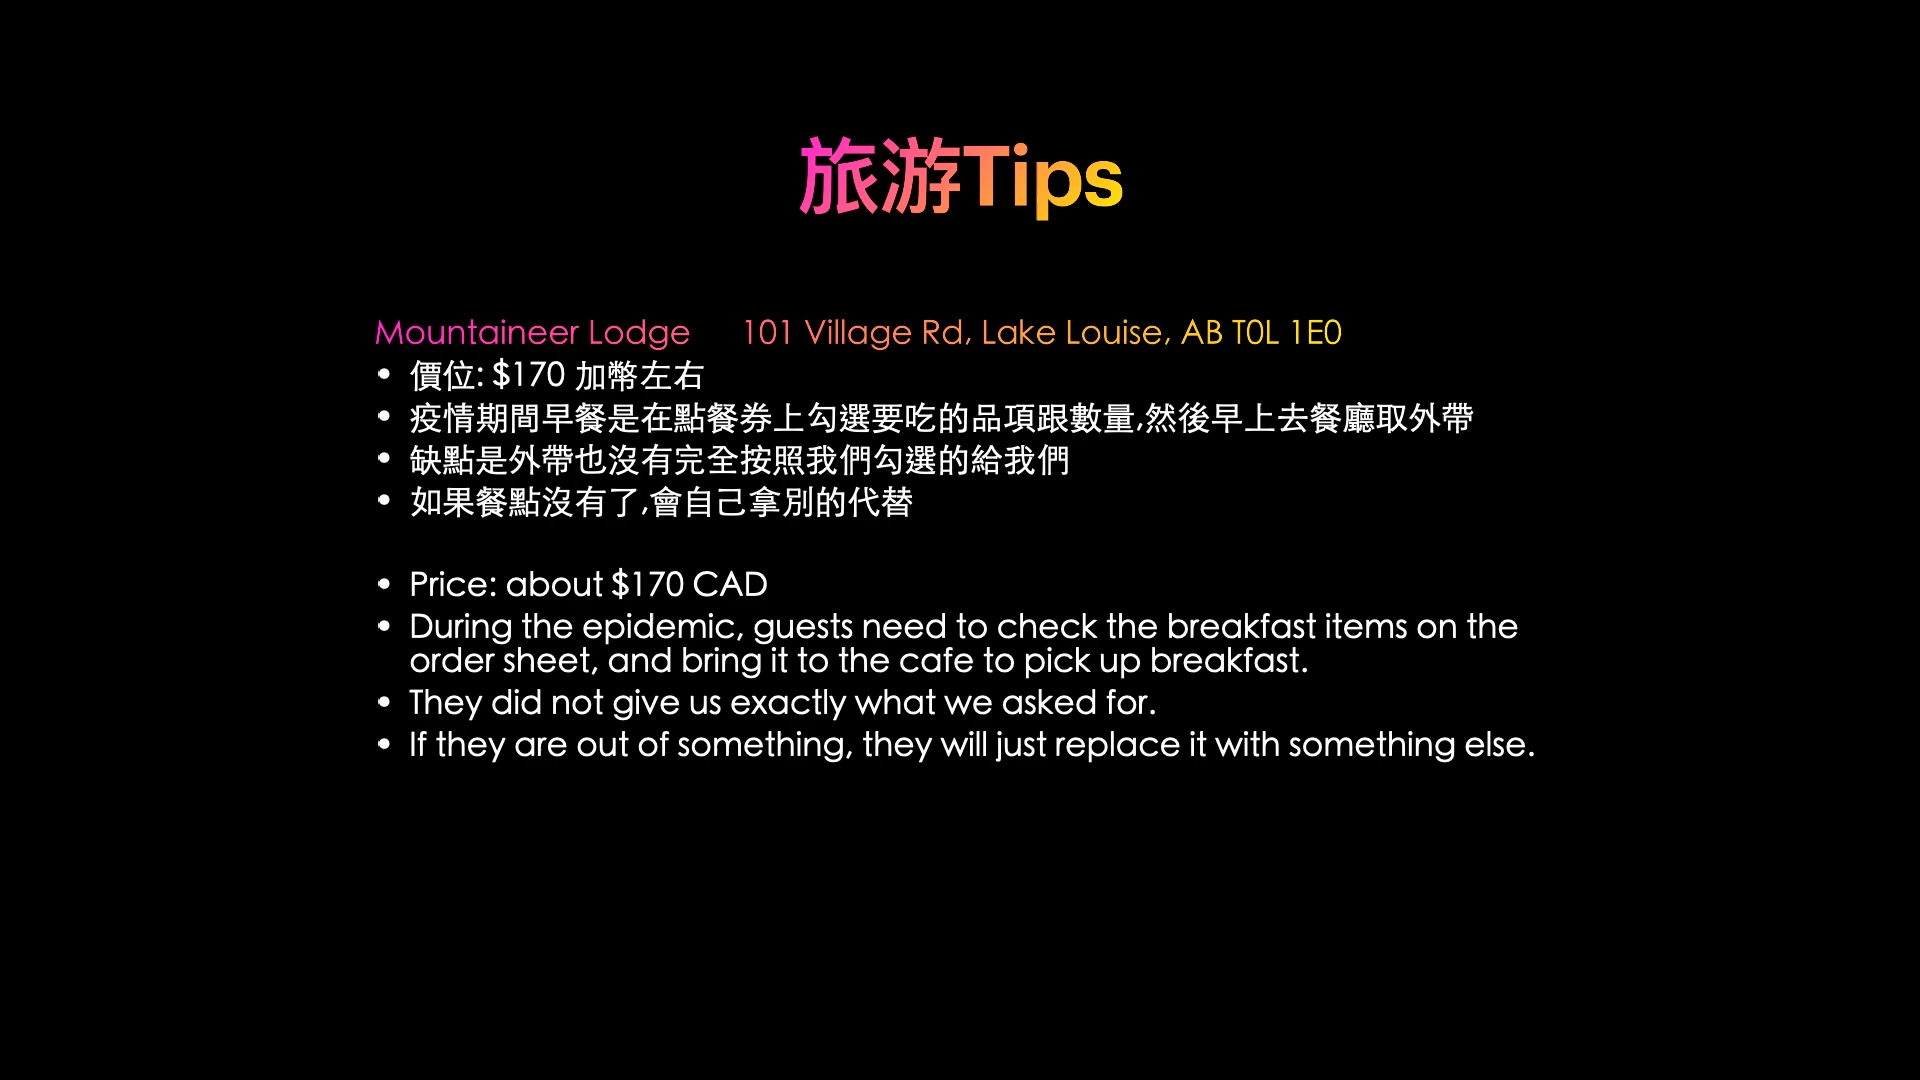 旅游Tips
Mountaineer Lodge 101 Village Rd, Lake Louise, AB T0L 1E0
• 價位: $170 加幣左右
• 疫情期間早餐是在點餐券上勾選要吃的品項跟數量,然後早上去餐廳取外帶
• 缺點是外帶也沒有完全按照我們勾選的給我們
• 如果餐點沒有了,會自己拿別的代替
• Price: about $170 CAD
• During the epidemic, guests need to check the breakfast items on the
order sheet, and bring it to the cafe to pick up breakfast.
• They did not give us exactly what we asked for.
• If they are out of something, they will just replace it with something else.